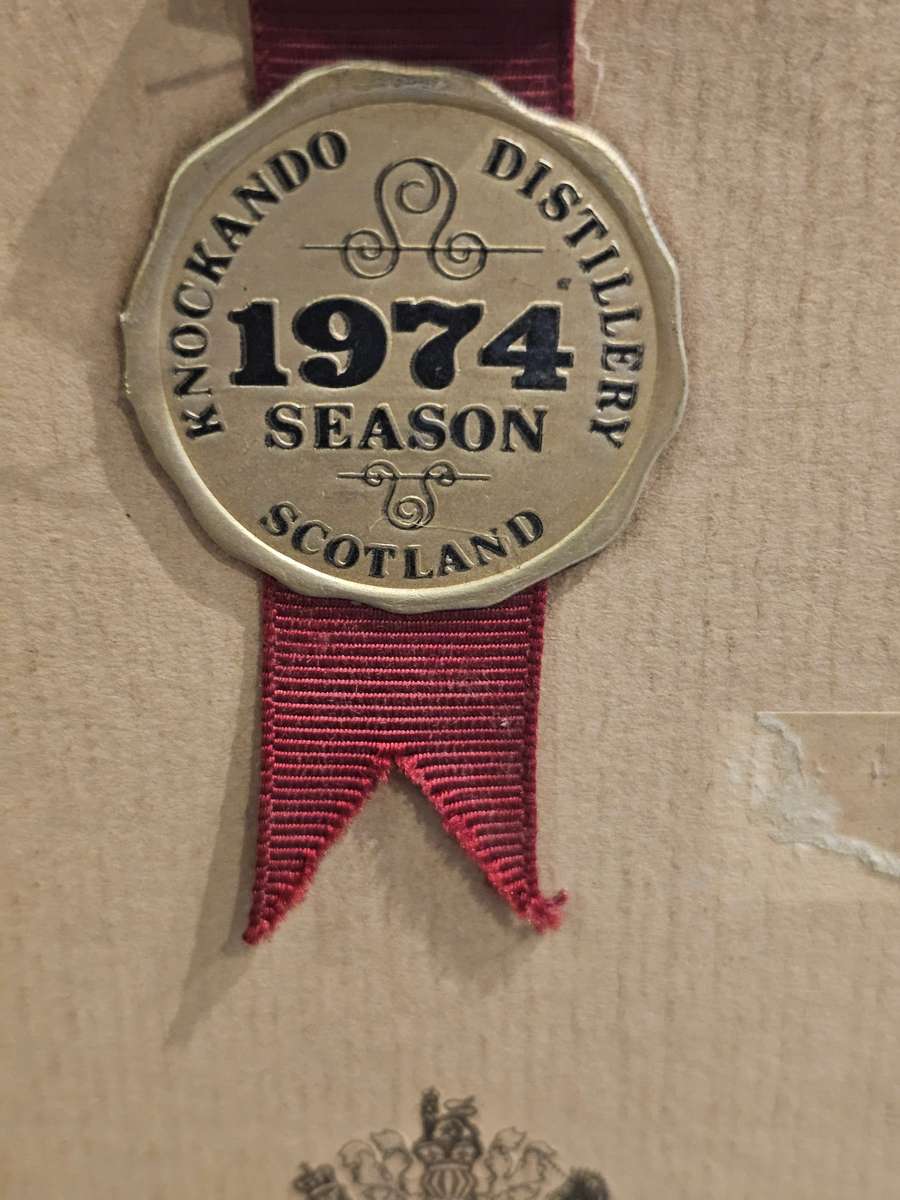 KNOCKANDO DISTILLERY
1974
SEASON
SCOTLAND